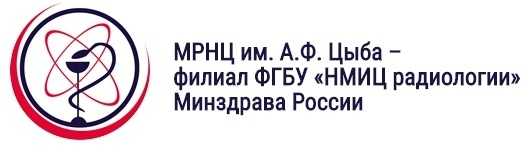 МРНЦ им. А.Ф. Цыба –
филиал ФГБУ «НМИЦ радиологии»
Минздрава России